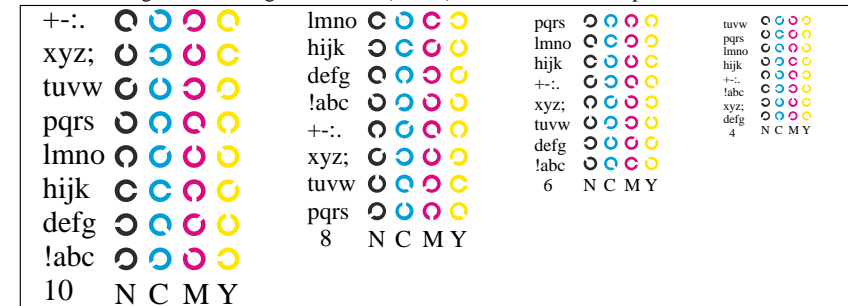 +-:.
xyz;
tuvw
pqrs
lmno
hijk
defg
!abc
10 N C M Y
lmno
hijk
defg
!abc
+-:.
xyz;
tuvw
pqrs
8 N C M Y
pqrs
lmno
hijk
+-:.
xyz;
tuvw
defg
!abc
6 N C M Y
tuvw
pqrs
lmno
hijk
+-:.
!abc
xyz;
defg
4 N C M Y